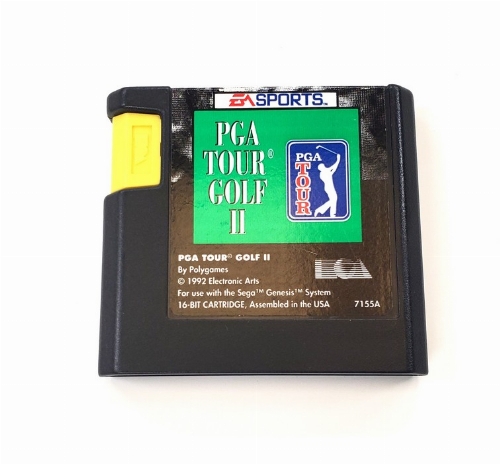 EA SPORTS™
PGA
TOUR®
GOLF
II
PGA
TOUR
PGA TOUR® GOLF II
By Polygames
© 1992 Electronic Arts
For use with the Sega™ Genesis™ System
16-BIT CARTRIDGE, Assembled in the USA 7155A